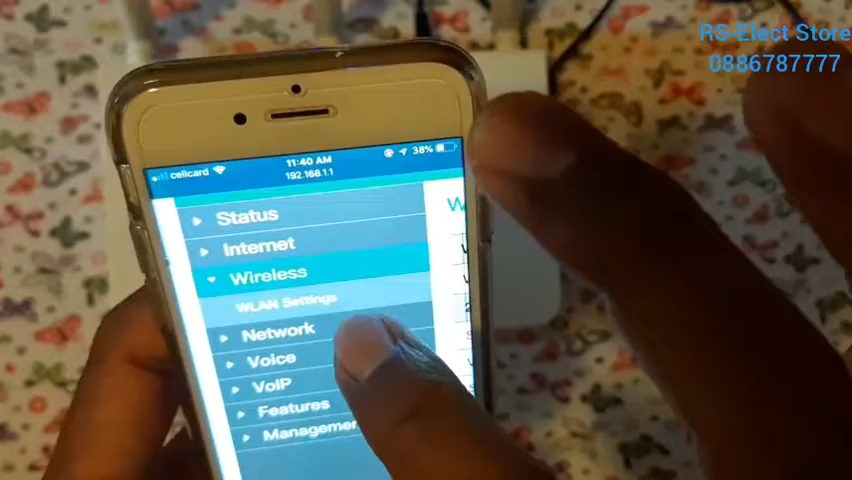 RS-Elect Store
0886787777
cellcard 11:40 AM 38%
192.168.1.1
Status
Internet
Wireless
WLAN Settings
Network
Voice
VoIP
Features
Management